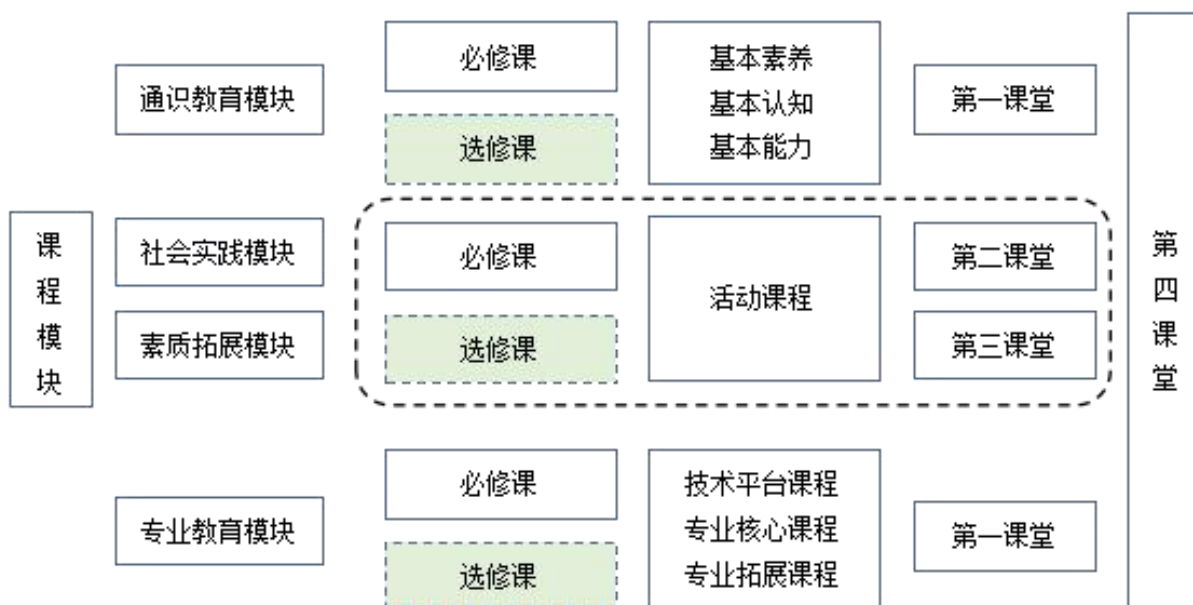 必修课
基本素养
通识教育模块
基本认知
第一课堂
选修课
基本能力
课程模块
社会实践模块
必修课
第二课堂
活动课程
素质拓展模块
选修课
第三课堂
第四课堂
必修课
技术平台课程
专业教育模块
专业核心课程
第一课堂
选修课
专业拓展课程